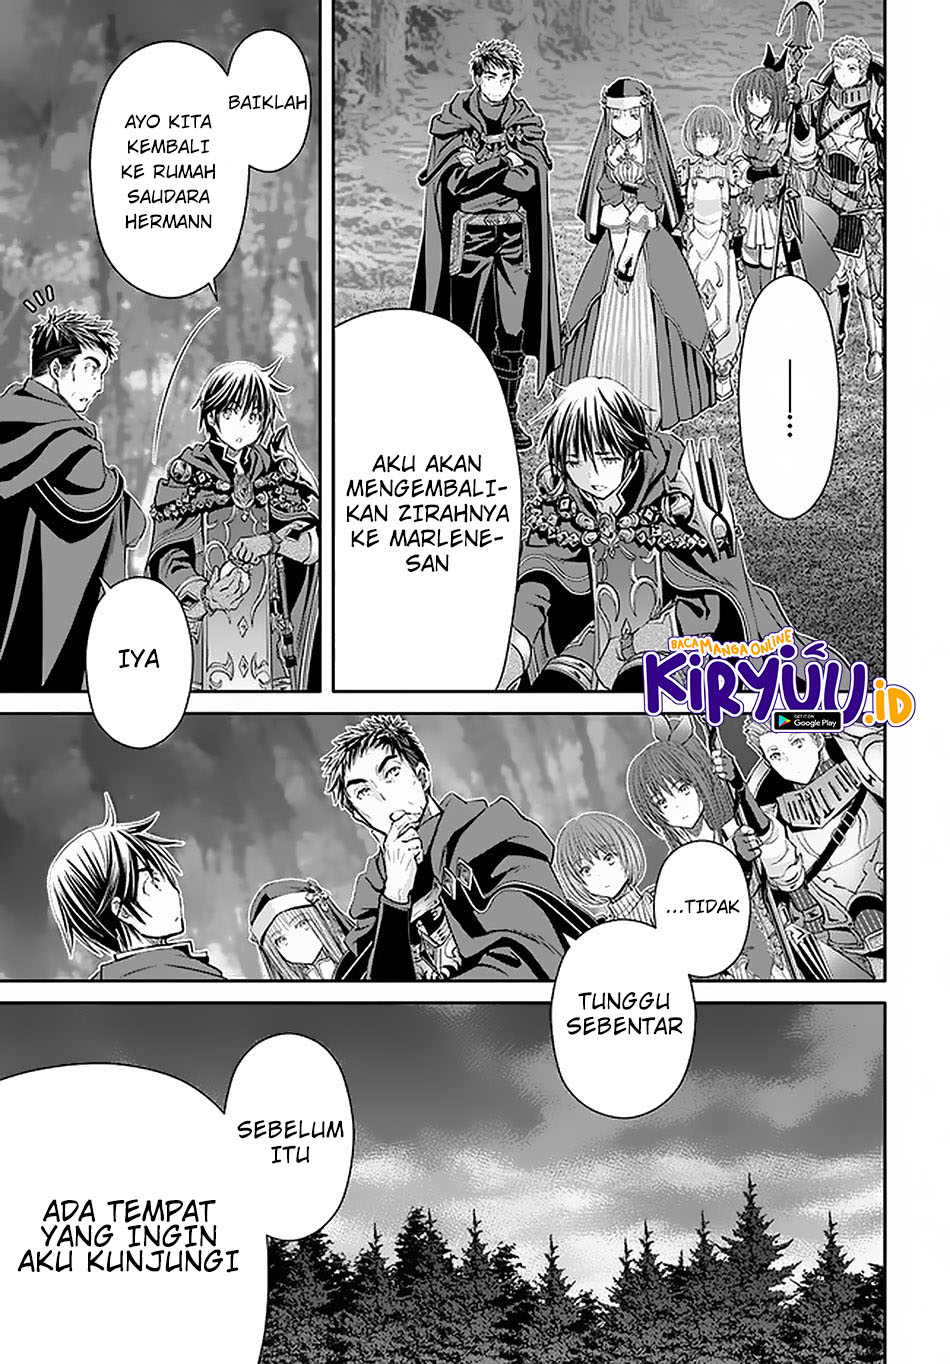 —...
AKU AKAN
MENGEMBALI-
KAN ZIRAHNYA
KE MARLENE-
SAN
BAIKLAH
AYO KITA
KEMBALI
KE RUMAH
SAUDARA
HERMANN
IYA
BACA MANGA ONLINE
KIRYUU.iD
GET IT ON
Google Play
...TIDAK
TUNGGU
SEBENTAR
SEBELUM
ITU
ADA TEMPAT
YANG INGIN
AKU KUNJUNGI